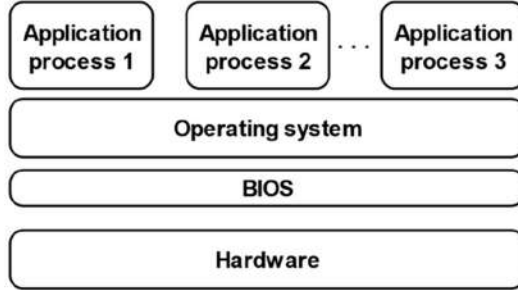 Application
process 1
Application
process 2
. . .
Application
process 3
Operating system
BIOS
Hardware